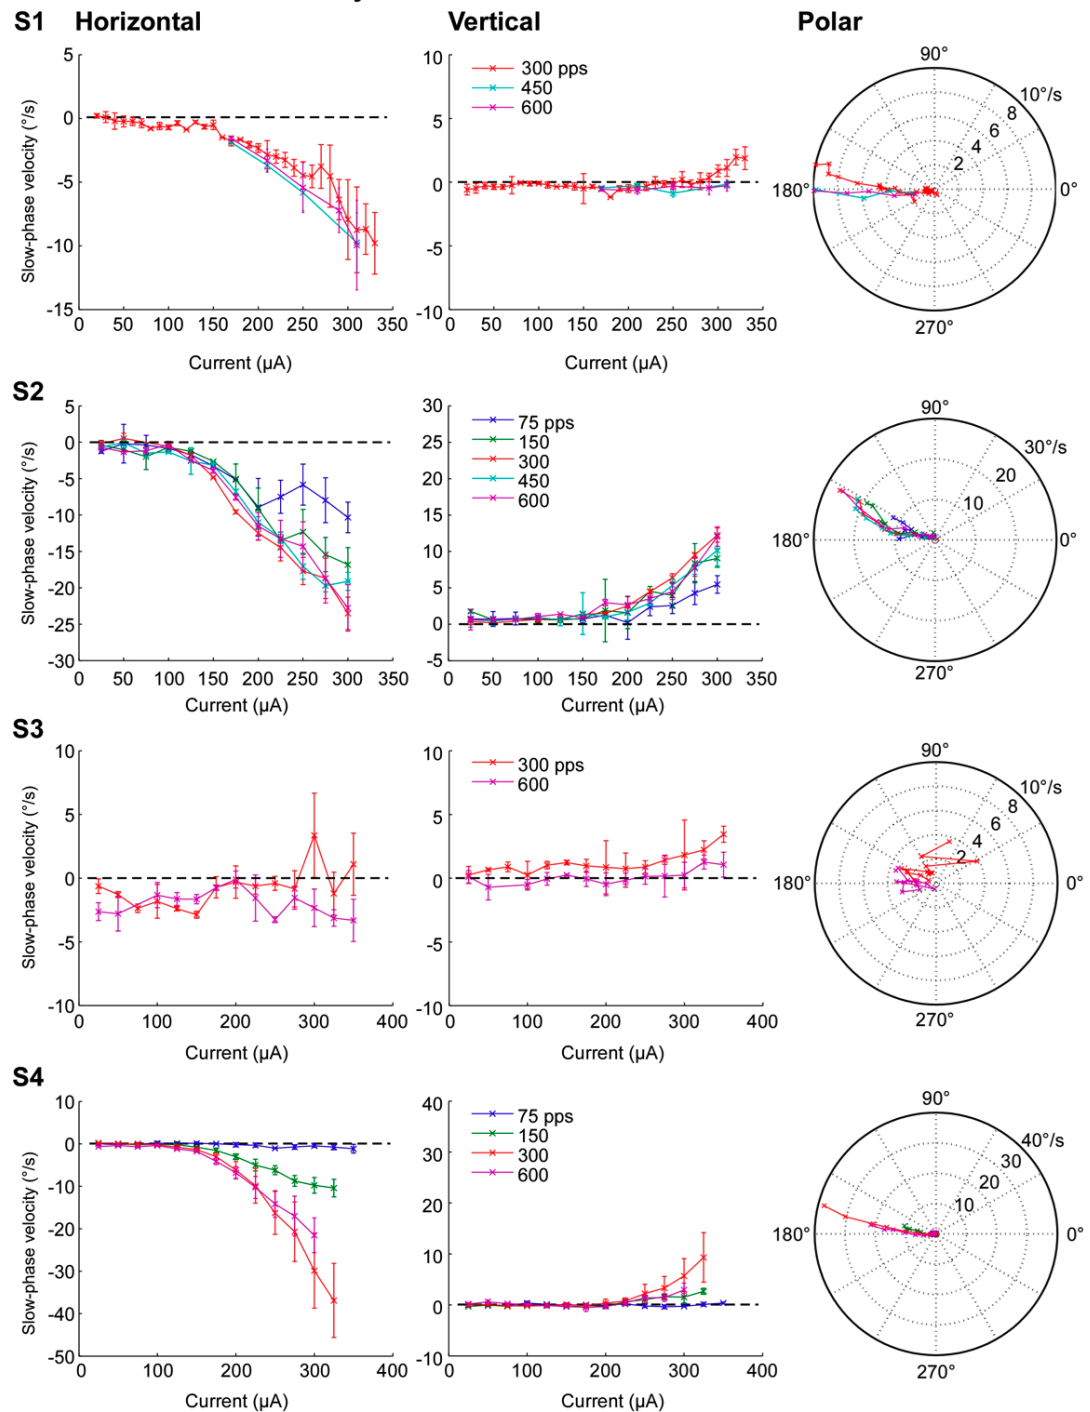 S1 Horizontal Vertical Polar
Slow-phase velocity (°/s)
5
0
-5
-10
-15
0 50 100 150 200 250 300 350
Current (µA)
10
5
0
-5
-10
300 pps
450
600
0 50 100 150 200 250 300 350
Current (µA)
90°
10°/s
8
6
4
2
180°
0°
270°
S2
Slow-phase velocity (°/s)
5
0
-5
-10
-15
-20
-25
-30
0 50 100 150 200 250 300 350
Current (µA)
30
25
20
15
10
5
0
-5
75 pps
150
300
450
600
0 50 100 150 200 250 300 350
Current (µA)
90°
30°/s
20
10
180°
0°
270°
S3
Slow-phase velocity (°/s)
10
5
0
-5
-10
0 100 200 300 400
Current (µA)
10
5
0
-5
-10
300 pps
600
0 100 200 300 400
Current (µA)
90°
10°/s
8
6
4
2
180°
0°
270°
S4
Slow-phase velocity (°/s)
10
0
-10
-20
-30
-40
-50
0 100 200 300 400
Current (µA)
40
30
20
10
0
-10
75 pps
150
300
600
0 100 200 300 400
Current (µA)
90°
40°/s
30
20
10
180°
0°
270°